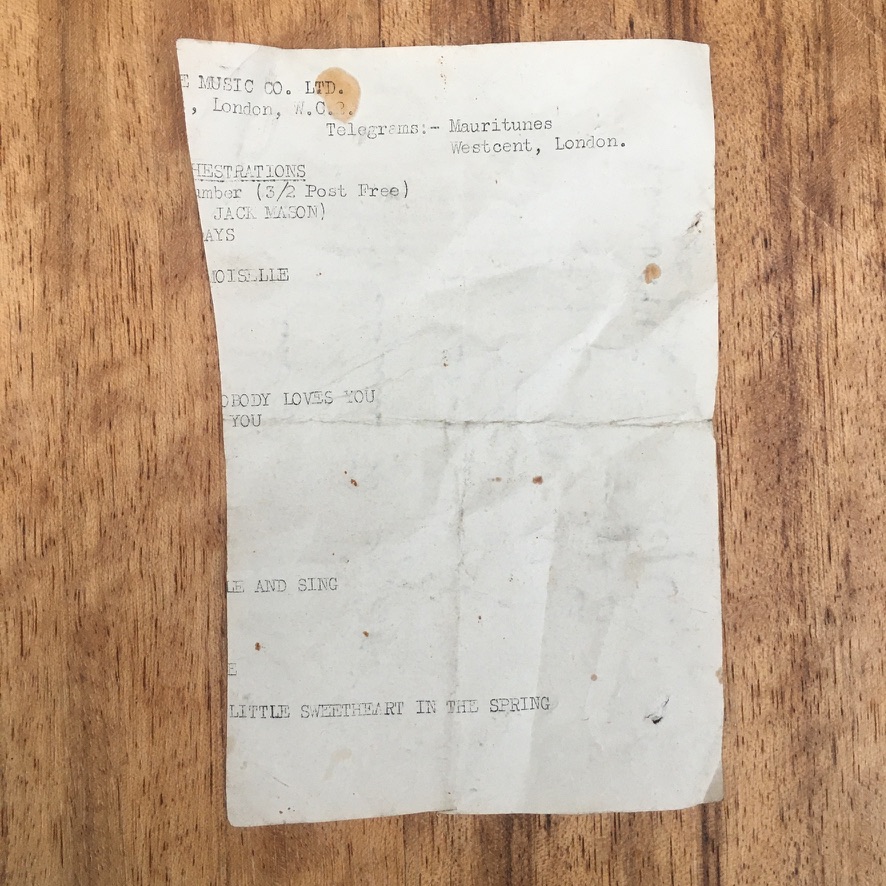 E MUSIC CO. LTD.
, London, W.C.2.
Telegrams:- Mauritunes
Westcent, London.
HESTRATIONS
umber (3/2 Post Free)
JACK MASON)
AYS
MOISELLE
OBODY LOVES YOU
YOU
LE AND SING
E
LITTLE SWEETHEART IN THE SPRING